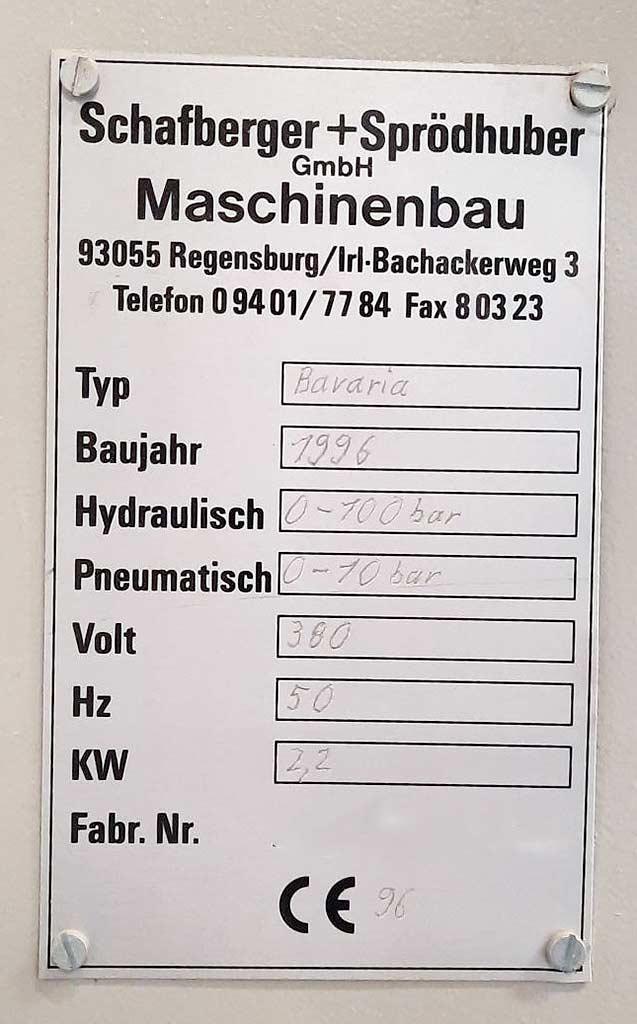 Schafberger+Sprödhuber
GmbH
Maschinenbau
93055 Regensburg/Irl·Bachackerweg 3
Telefon 0 94 01/ 77 84 Fax 8 03 23
Typ Bavaria
Baujahr 1996
Hydraulisch 0-100 bar
Pneumatisch 0-10 bar
Volt 380
Hz 50
KW 2,2
Fabr. Nr.
CE 96